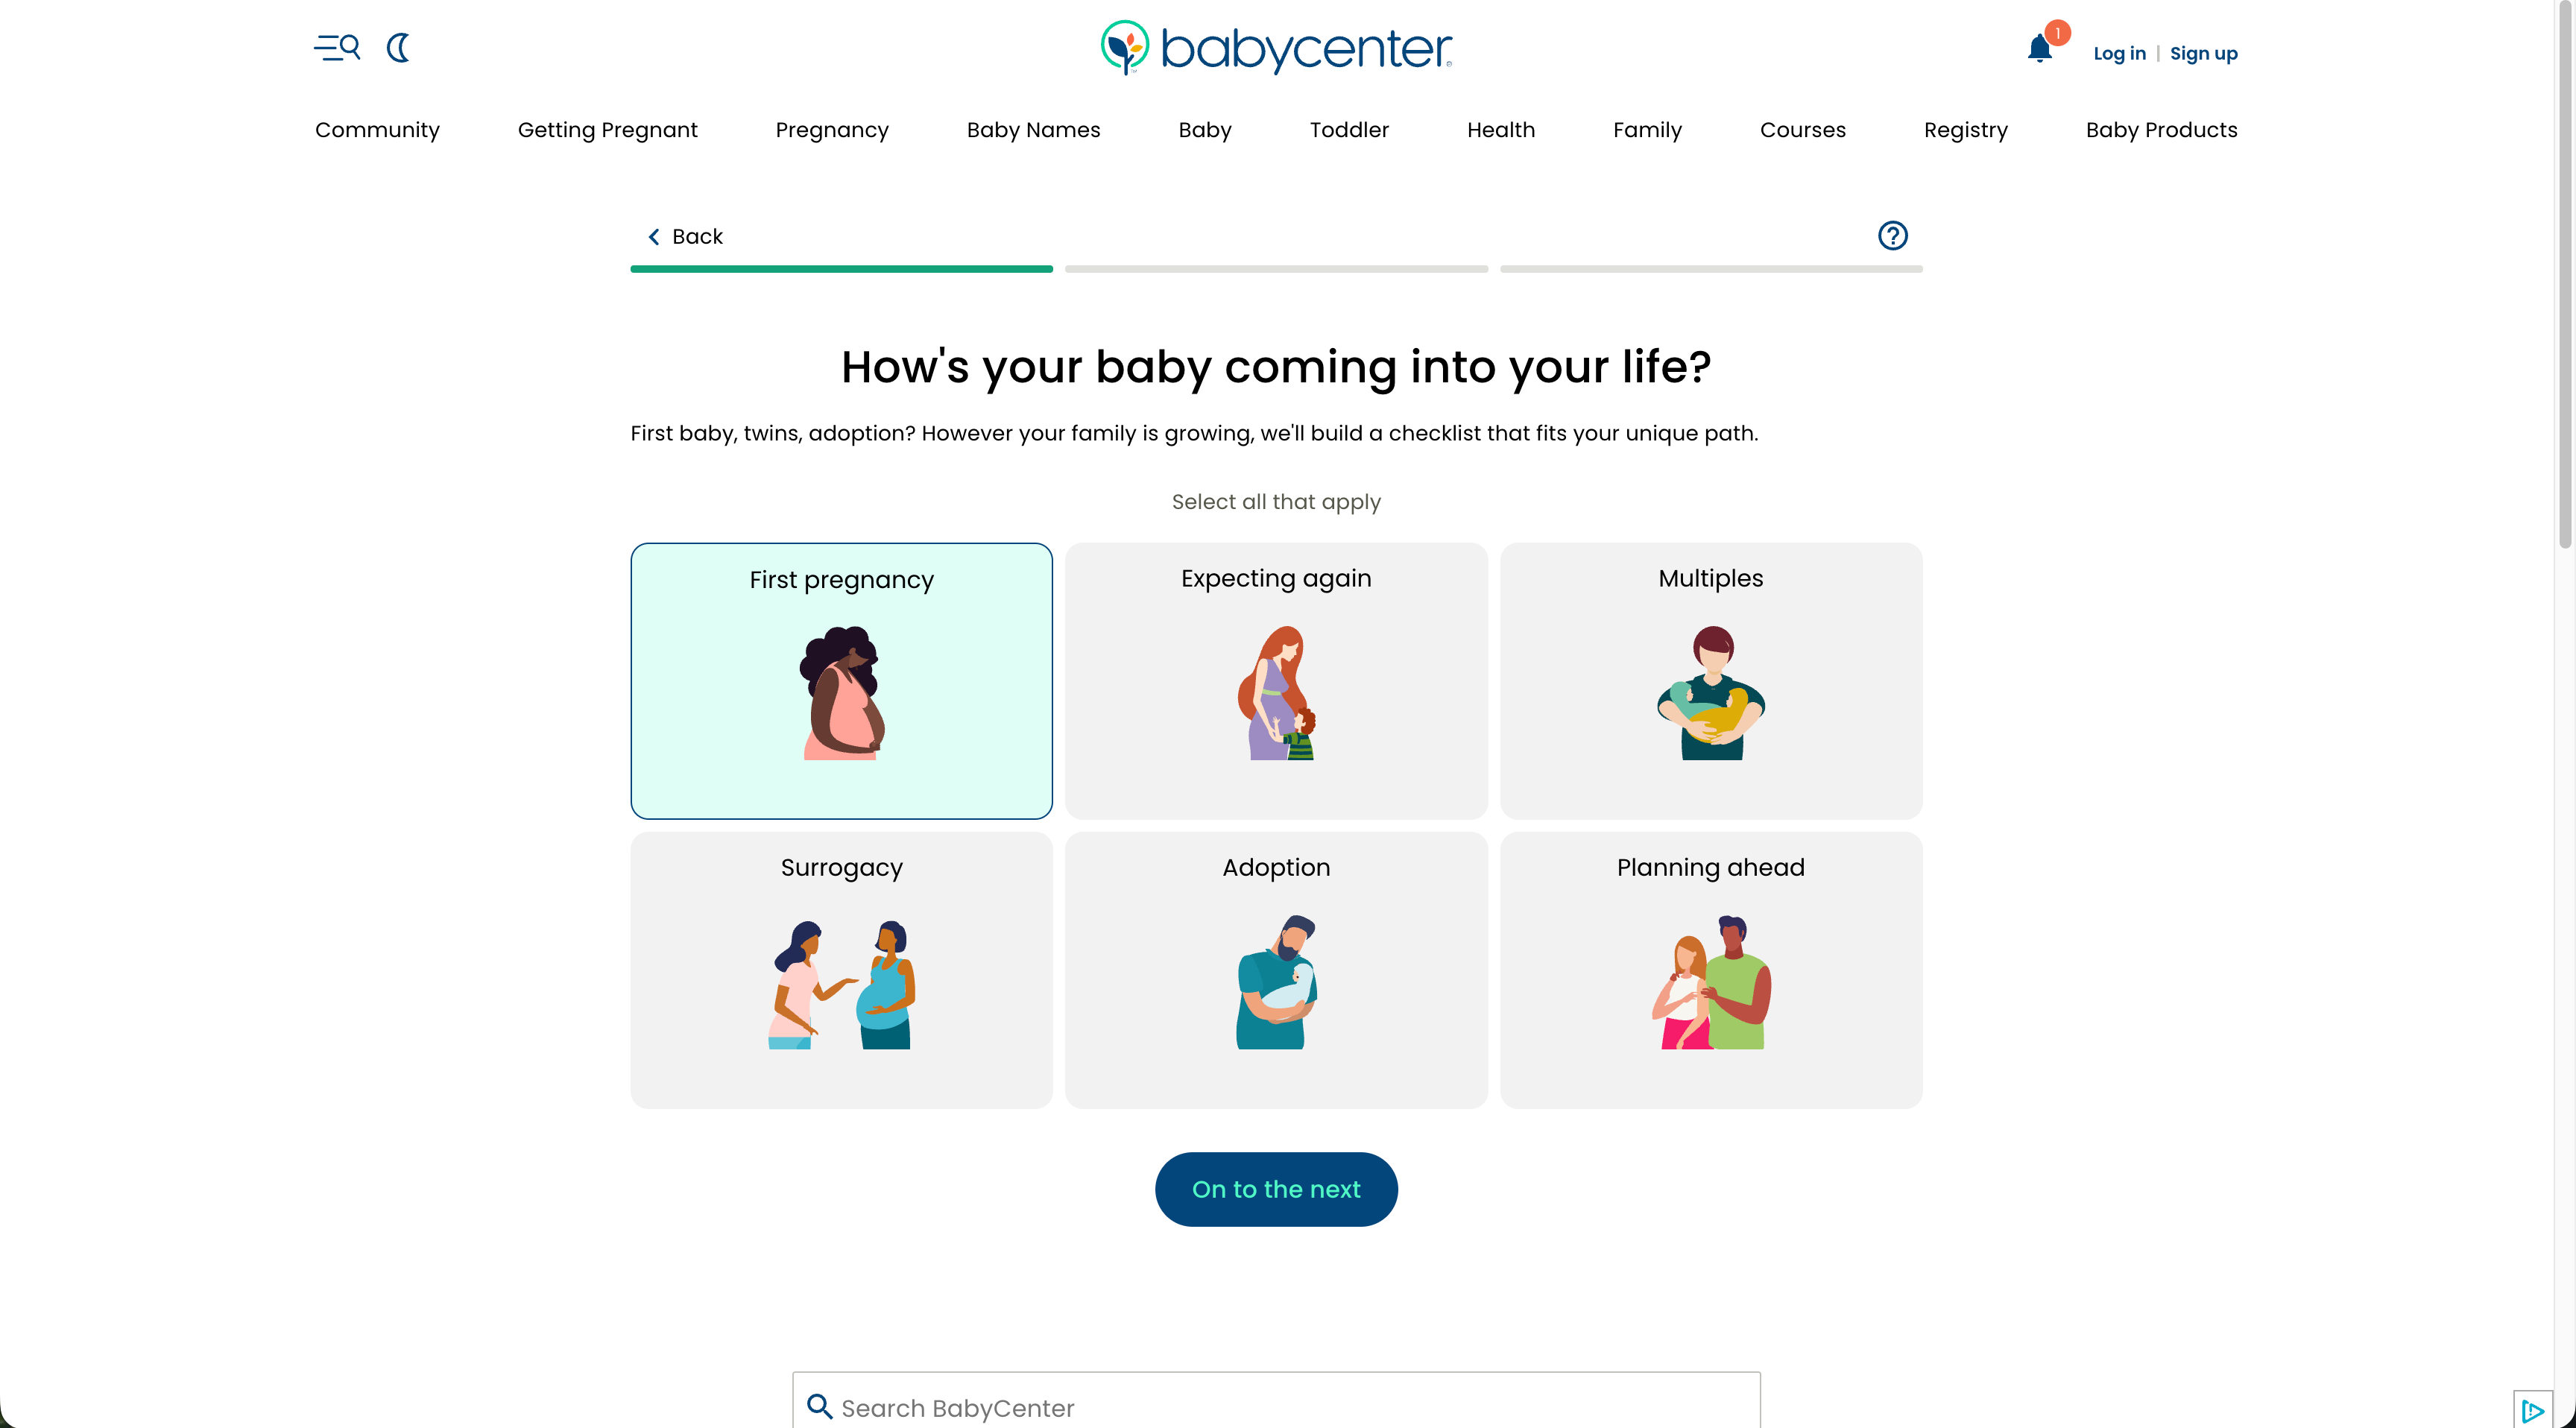 babycenter
1
Log in | Sign up
Community Getting Pregnant Pregnancy Baby Names Baby Toddler Health Family Courses Registry Baby Products
Back
How's your baby coming into your life?
First baby, twins, adoption? However your family is growing, we'll build a checklist that fits your unique path.
Select all that apply
First pregnancy Expecting again Multiples
Surrogacy Adoption Planning ahead
On to the next
Search BabyCenter